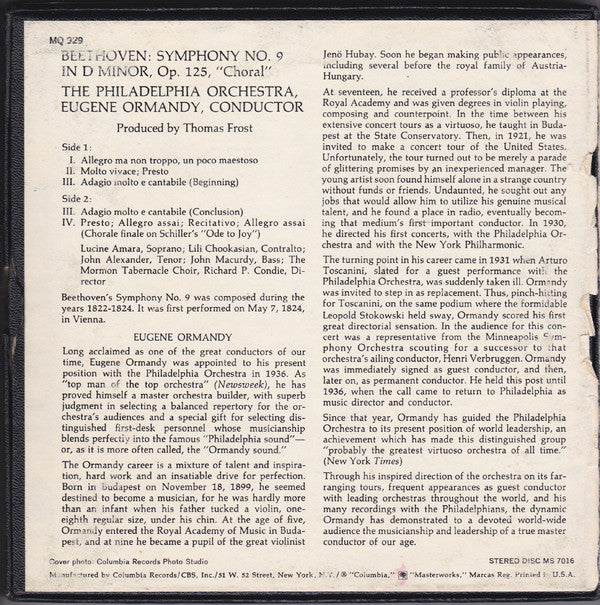 MQ 929
BEETHOVEN: SYMPHONY NO. 9
IN D MINOR, Op. 125, "Choral"
THE PHILADELPHIA ORCHESTRA,
EUGENE ORMANDY, CONDUCTOR
Produced by Thomas Frost
Side 1:
I. Allegro ma non troppo, un poco maestoso
II. Molto vivace; Presto
III. Adagio molto e cantabile (Beginning)
Side 2:
III. Adagio molto e cantabile (Conclusion)
IV. Presto; Allegro assai; Recitativo; Allegro assai
(Chorale finale on Schiller's "Ode to Joy")
Lucine Amara, Soprano; Lili Chookasian, Contralto;
John Alexander, Tenor; John Macurdy, Bass; The
Mormon Tabernacle Choir, Richard P. Condie, Di-
rector
Beethoven's Symphony No. 9 was composed during the
years 1822-1824. It was first performed on May 7, 1824,
in Vienna.
EUGENE ORMANDY
Long acclaimed as one of the great conductors of our
time, Eugene Ormandy was appointed to his present
position with the Philadelphia Orchestra in 1936. As
"top man of the top orchestra" (Newsweek), he has
proved himself a master orchestra builder, with superb
judgment in selecting a balanced repertory for the or-
chestra's audiences and a special gift for selecting dis-
tinguished first-desk personnel whose musicianship
blends perfectly into the famous "Philadelphia sound"—
or, as it is more often called, the "Ormandy sound."
The Ormandy career is a mixture of talent and inspira-
tion, hard work and an insatiable drive for perfection.
Born in Budapest on November 18, 1899, he seemed
destined to become a musician, for he was hardly more
than an infant when his father tucked a violin, one-
eighth regular size, under his chin. At the age of five,
Ormandy entered the Royal Academy of Music in Buda-
pest, and at nine he became a pupil of the great violinist
Jenö Hubay. Soon he began making public appearances,
including several before the royal family of Austria-
Hungary.
At seventeen, he received a professor's diploma at the
Royal Academy and was given degrees in violin playing,
composing and counterpoint. In the time between his
extensive concert tours as a virtuoso, he taught in Buda-
pest at the State Conservatory. Then, in 1921, he was
invited to make a concert tour of the United States.
Unfortunately, the tour turned out to be merely a parade
of glittering promises by an inexperienced manager. The
young artist soon found himself alone in a strange country
without funds or friends. Undaunted, he sought out any
jobs that would allow him to utilize his genuine musical
talent, and he found a place in radio, eventually becom-
ing that medium's first important conductor. In 1930,
he directed his first concerts, with the Philadelphia Or-
chestra and with the New York Philharmonic.
The turning point in his career came in 1931 when Arturo
Toscanini, slated for a guest performance with the
Philadelphia Orchestra, was suddenly taken ill. Ormandy
was invited to step in as replacement. Thus, pinch-hitting
for Toscanini, on the same podium where the formidable
Leopold Stokowski held sway, Ormandy scored his first
great directorial sensation. In the audience for this con-
cert was a representative from the Minneapolis Sym-
phony Orchestra scouting for a successor to that
orchestra's ailing conductor, Henri Verbruggen. Ormandy
was immediately signed as guest conductor, and then,
later on, as permanent conductor. He held this post until
1936, when the call came to return to Philadelphia as
music director and conductor.
Since that year, Ormandy has guided the Philadelphia
Orchestra to its present position of world leadership, an
achievement which has made this distinguished group
"probably the greatest virtuoso orchestra of all time."
(New York Times)
Through his inspired direction of the orchestra on its far-
ranging tours, frequent appearances as guest conductor
with leading orchestras throughout the world, and his
many recordings with the Philadelphians, the dynamic
Ormandy has demonstrated to a devoted world-wide
audience the musicianship and leadership of a true master
conductor of our age.
Cover photo: Columbia Records Photo Studio
STEREO DISC MS 7016
Manufactured by Columbia Records/CBS, Inc./51 W. 52 Street, New York, N.Y./® "Columbia," "Masterworks," Marcas Reg. Printed in U.S.A.